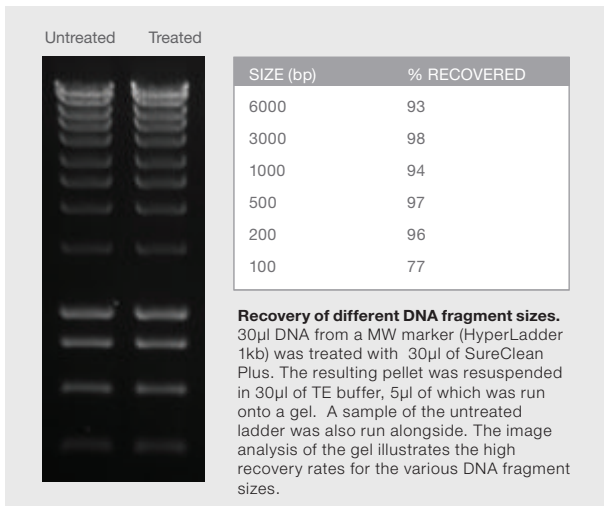 Untreated Treated
SIZE (bp) % RECOVERED
6000 93
3000 98
1000 94
500 97
200 96
100 77
Recovery of different DNA fragment sizes.
30µl DNA from a MW marker (HyperLadder
1kb) was treated with 30µl of SureClean
Plus. The resulting pellet was resuspended
in 30µl of TE buffer, 5µl of which was run
onto a gel. A sample of the untreated
ladder was also run alongside. The image
analysis of the gel illustrates the high
recovery rates for the various DNA fragment
sizes.